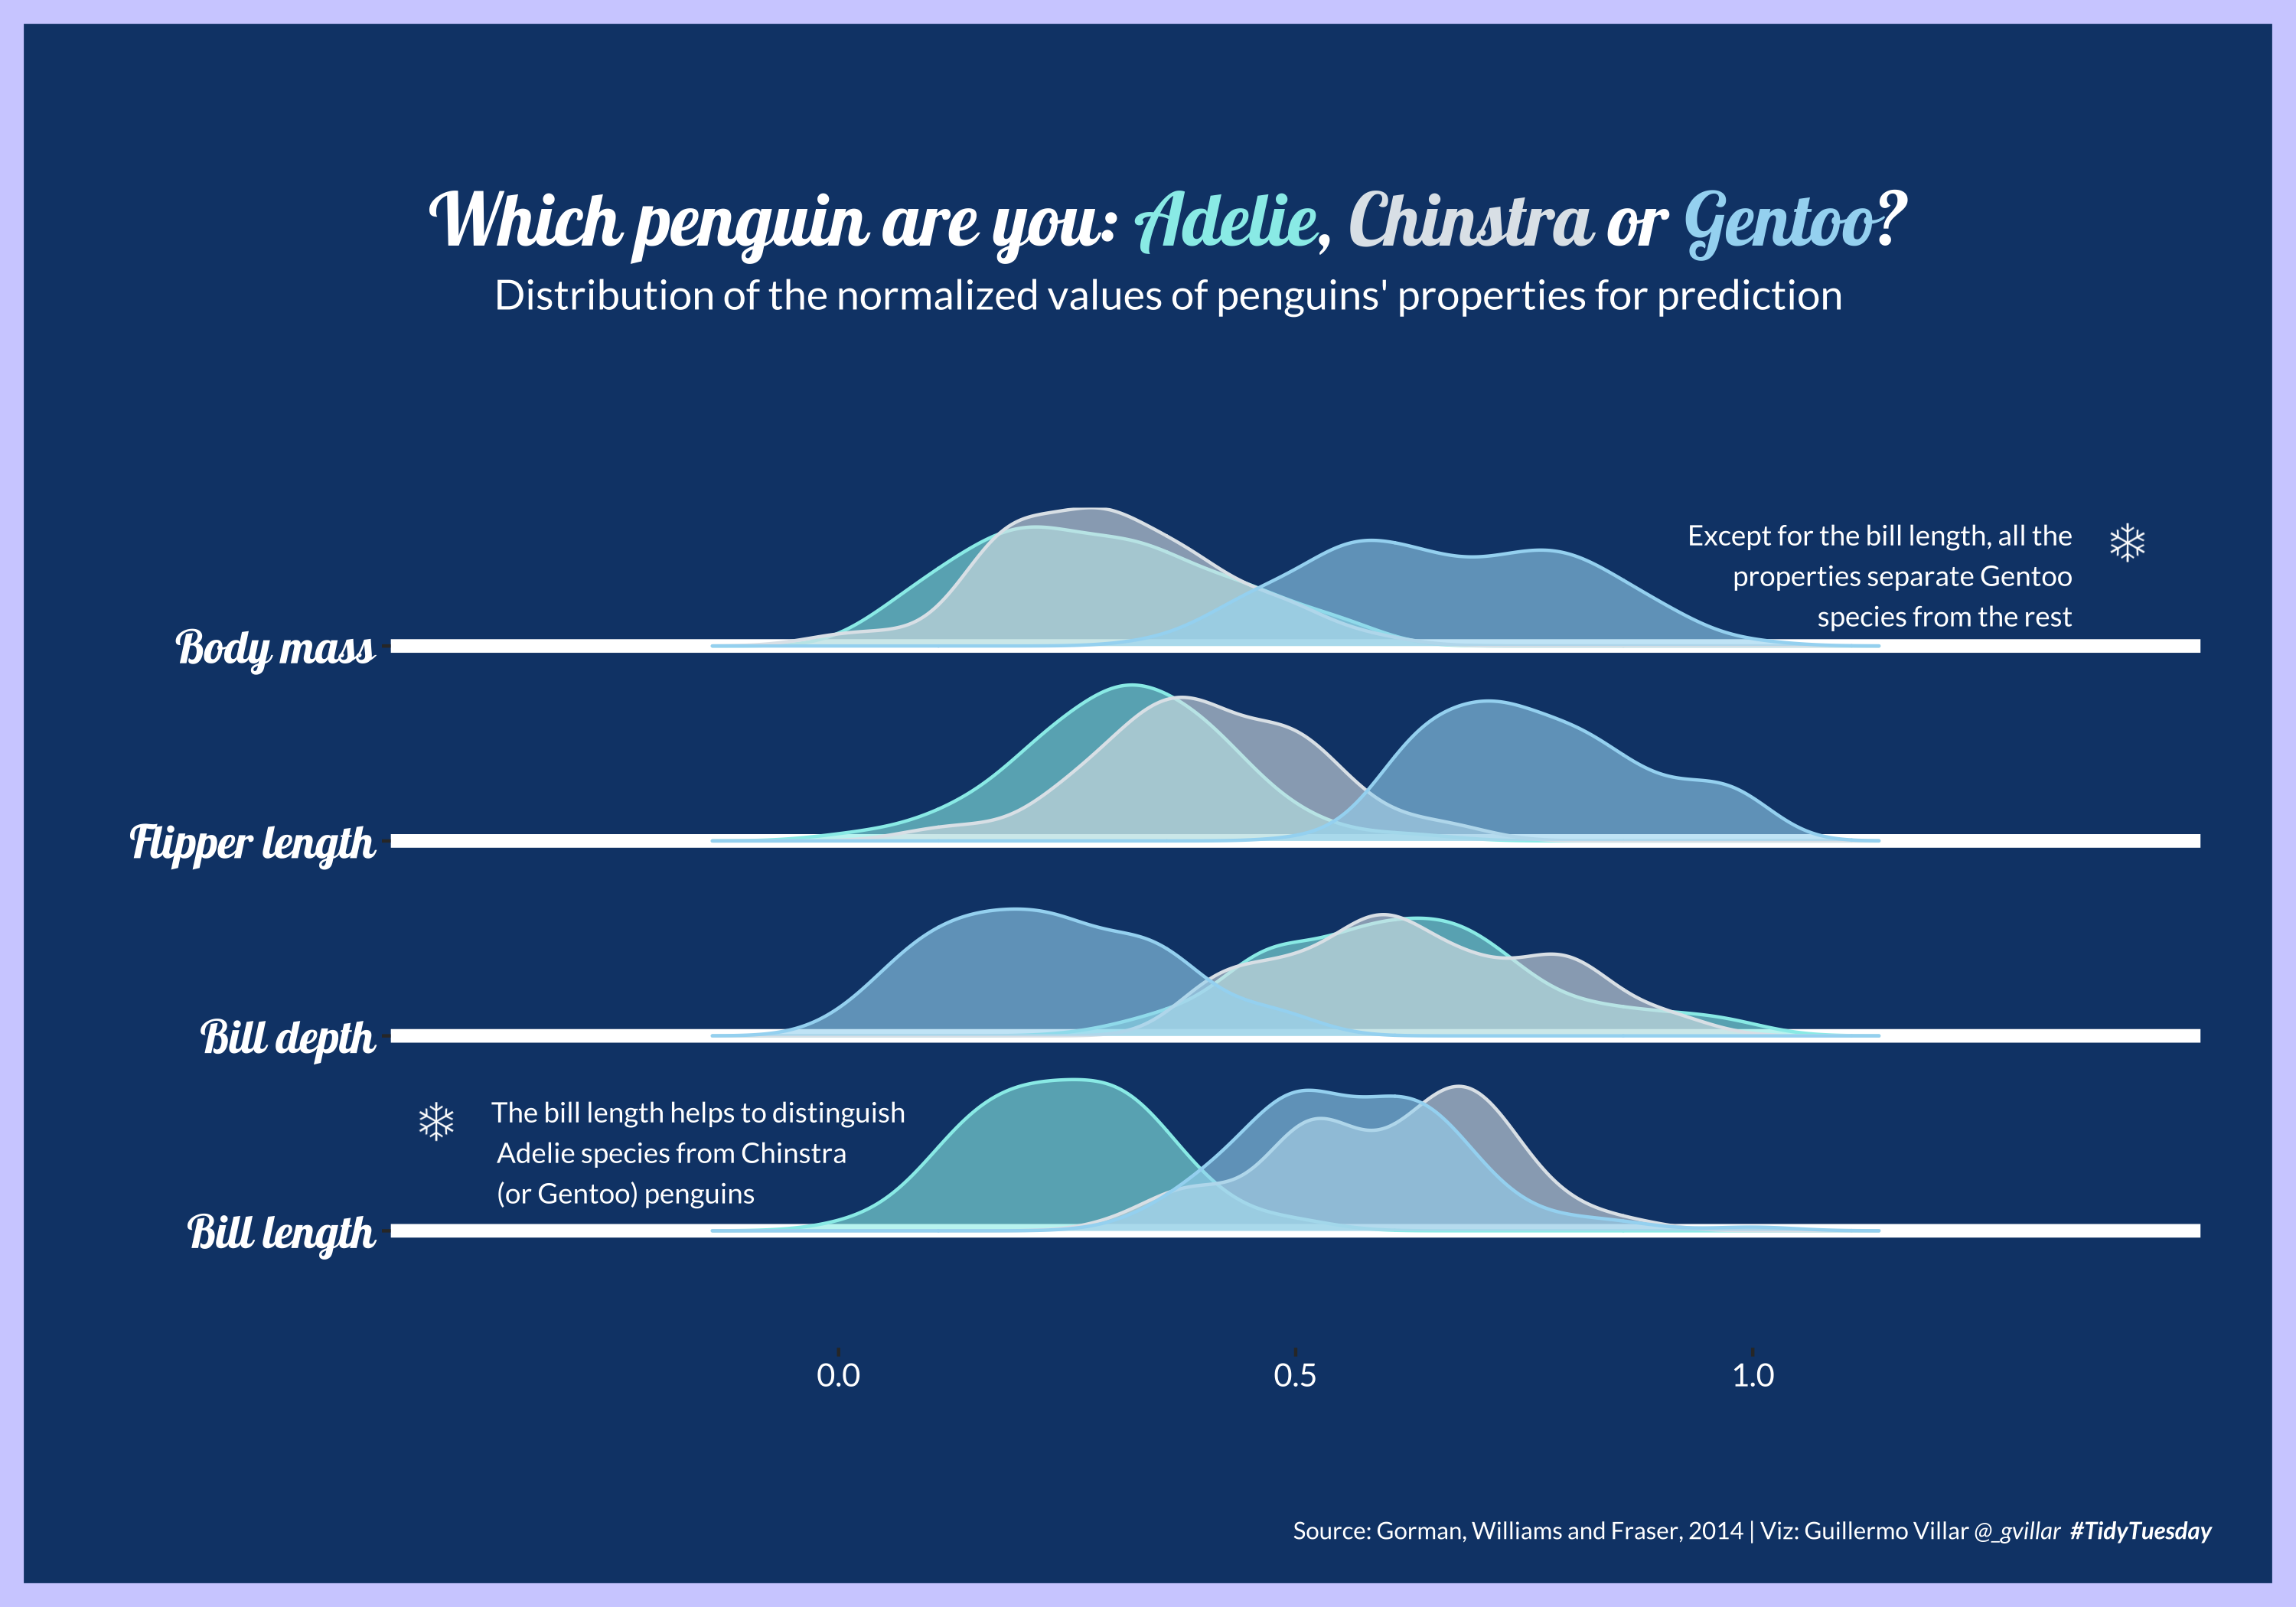 Which penguin are you: Adelie, Chinstra or Gentoo?
Distribution of the normalized values of penguins' properties for prediction
Except for the bill length, all the
properties separate Gentoo
species from the rest
Body mass
Flipper length
Bill depth
The bill length helps to distinguish
Adelie species from Chinstra
(or Gentoo) penguins
Bill length
0.0 0.5 1.0
Source: Gorman, Williams and Fraser, 2014 | Viz: Guillermo Villar @_gvillar #TidyTuesday